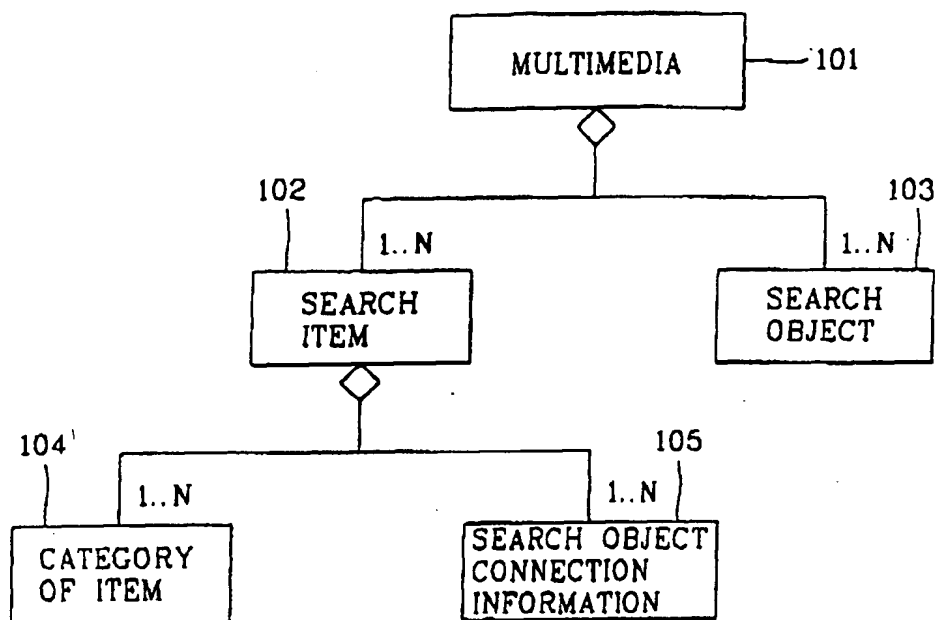 MULTIMEDIA
101
102
103
1..N
1..N
SEARCH
ITEM
SEARCH
OBJECT
104'
105
1..N
1..N
CATEGORY
OF ITEM
SEARCH OBJECT
CONNECTION
INFORMATION